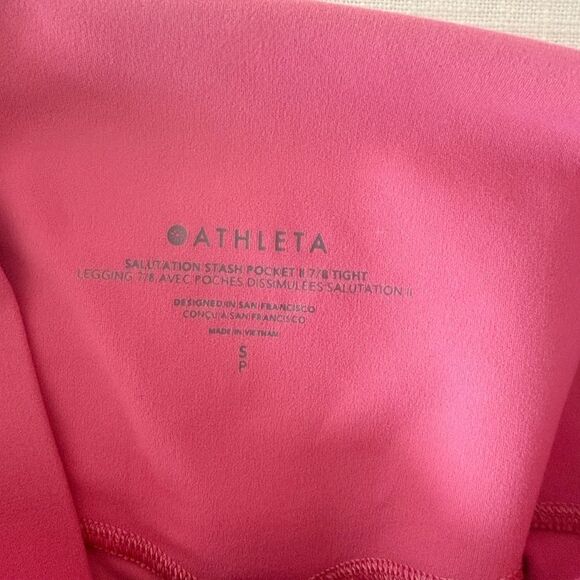 ATHLETA
SALUTATION STASH POCKET II 7/8 TIGHT
LEGGING 7/8 AVEC POCHES DISSIMULÉES SALUTATION II
DESIGNED IN SAN FRANCISCO
CONÇU À SAN FRANCISCO
MADE IN VIETNAM
S
P